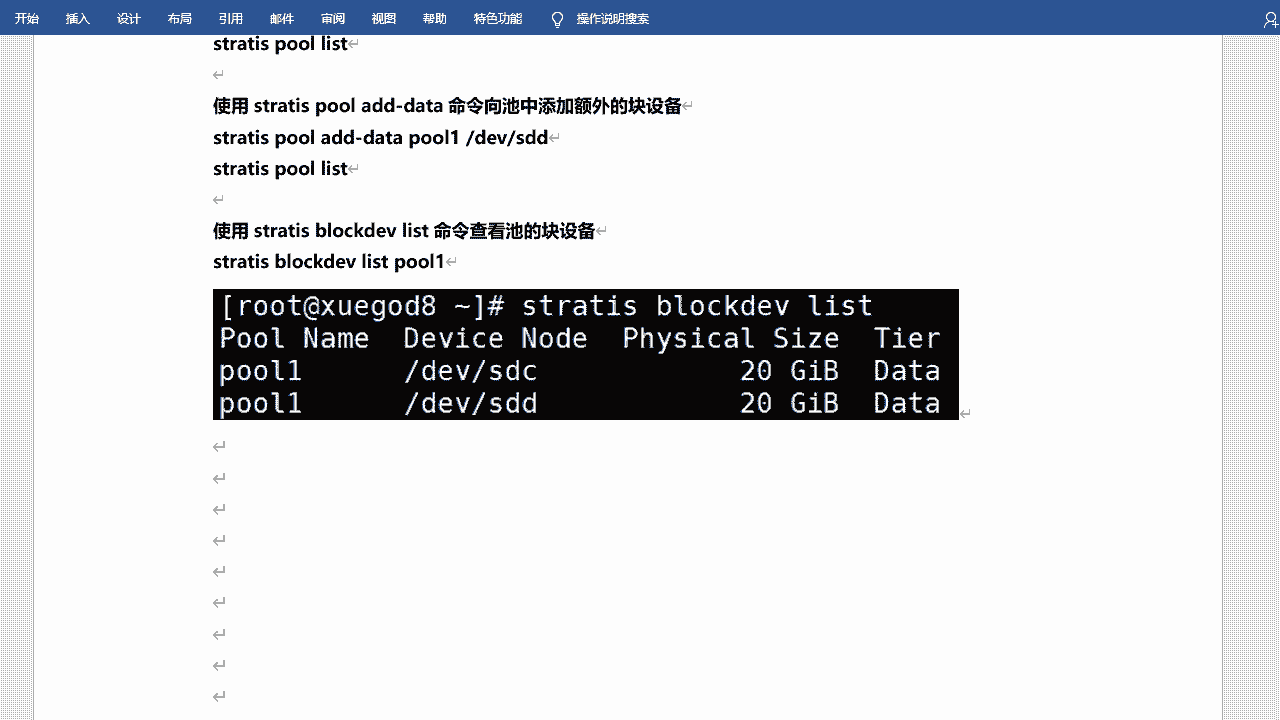 开始 插入 设计 布局 引用 邮件 审阅 视图 帮助 特色功能 操作说明搜索
stratis pool list
使用 stratis pool add-data 命令向池中添加额外的块设备
stratis pool add-data pool1 /dev/sdd
stratis pool list
使用 stratis blockdev list 命令查看池的块设备
stratis blockdev list pool1
[root@xuegod8 ~]# stratis blockdev list
Pool Name Device Node Physical Size Tier
pool1 /dev/sdc 20 GiB Data
pool1 /dev/sdd 20 GiB Data